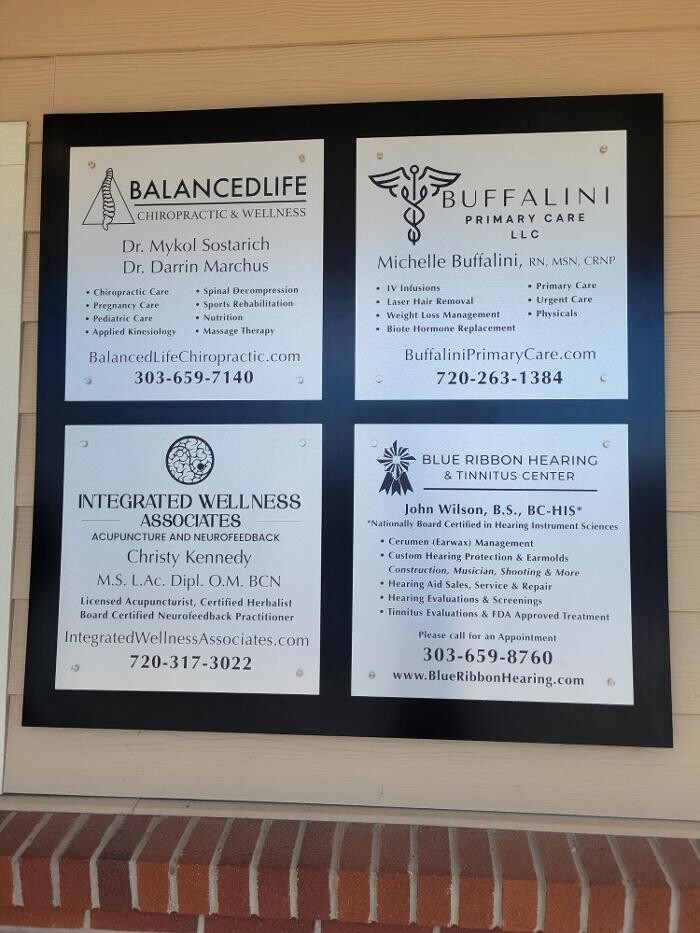 BALANCEDLIFE
CHIROPRACTIC & WELLNESS
Dr. Mykol Sostarich
Dr. Darrin Marchus
• Chiropractic Care
• Pregnancy Care
• Pediatric Care
• Applied Kinesiology
• Spinal Decompression
• Sports Rehabilitation
• Nutrition
• Massage Therapy
BalancedLifeChiropractic.com
303-659-7140
BUFFALINI
PRIMARY CARE
LLC
Michelle Buffalini, RN, MSN, CRNP
• IV Infusions
• Laser Hair Removal
• Weight Loss Management
• Biote Hormone Replacement
• Primary Care
• Urgent Care
• Physicals
BuffaliniPrimaryCare.com
720-263-1384
INTEGRATED WELLNESS
ASSOCIATES
ACUPUNCTURE AND NEUROFEEDBACK
Christy Kennedy
M.S. L.Ac. Dipl. O.M. BCN
Licensed Acupuncturist, Certified Herbalist
Board Certified Neurofeedback Practitioner
IntegratedWellnessAssociates.com
720-317-3022
BLUE RIBBON HEARING
& TINNITUS CENTER
John Wilson, B.S., BC-HIS*
*Nationally Board Certified in Hearing Instrument Sciences
• Cerumen (Earwax) Management
• Custom Hearing Protection & Earmolds
Construction, Musician, Shooting & More
• Hearing Aid Sales, Service & Repair
• Hearing Evaluations & Screenings
• Tinnitus Evaluations & FDA Approved Treatment
Please call for an Appointment
303-659-8760
www.BlueRibbonHearing.com